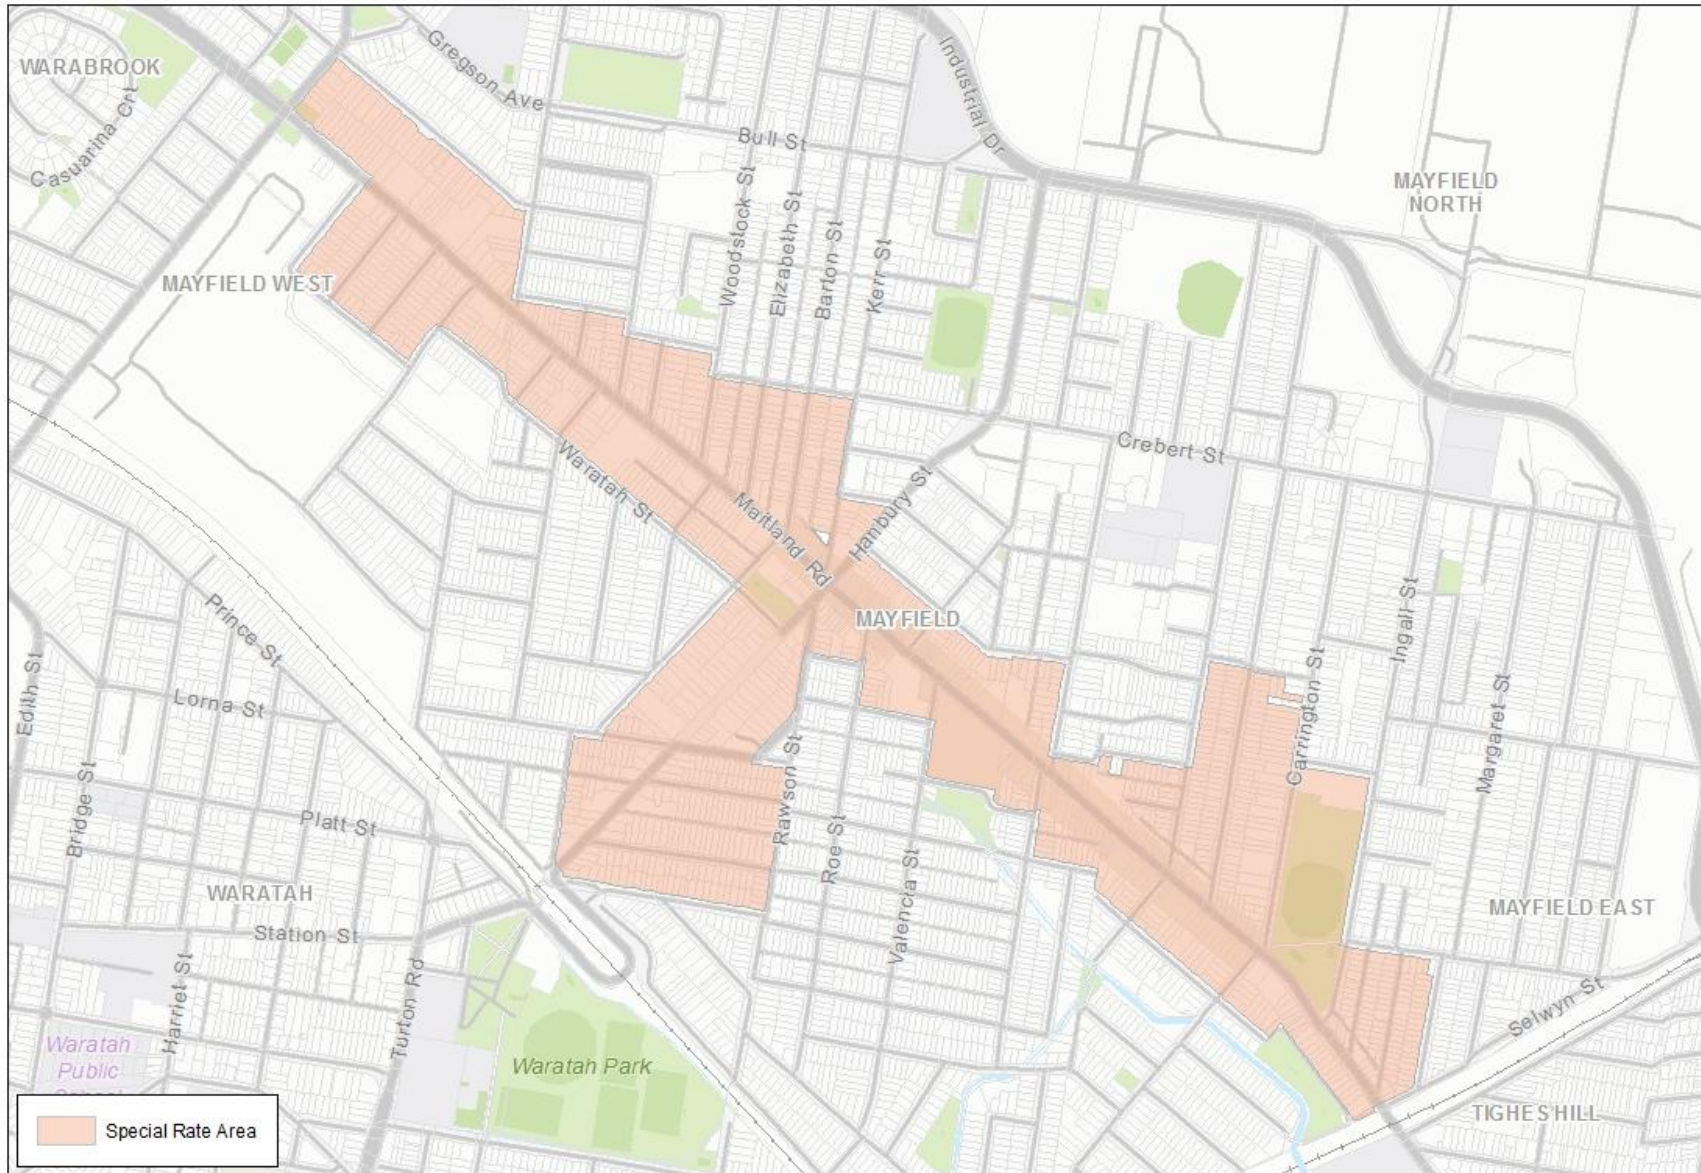 WARABROOK
Casuarina Crt
Gregson Ave
Industrial Dr
Bull St
MAYFIELD
NORTH
MAYFIELD WEST
Woodstock St
Elizabeth St
Barton St
Kerr St
Crebert St
Waratah St
Maitland Rd
Hanbury St
MAYFIELD
Prince St
Lorna St
Edith St
Bridge St
Platt St
Rawson St
Roe St
Valencia St
Carrington St
Ingall St
Margaret St
WARATAH
Station St
Harriet St
Turton Rd
MAYFIELD EAST
Selwyn St
Waratah
Public
Waratah Park
TIGHES HILL
Special Rate Area